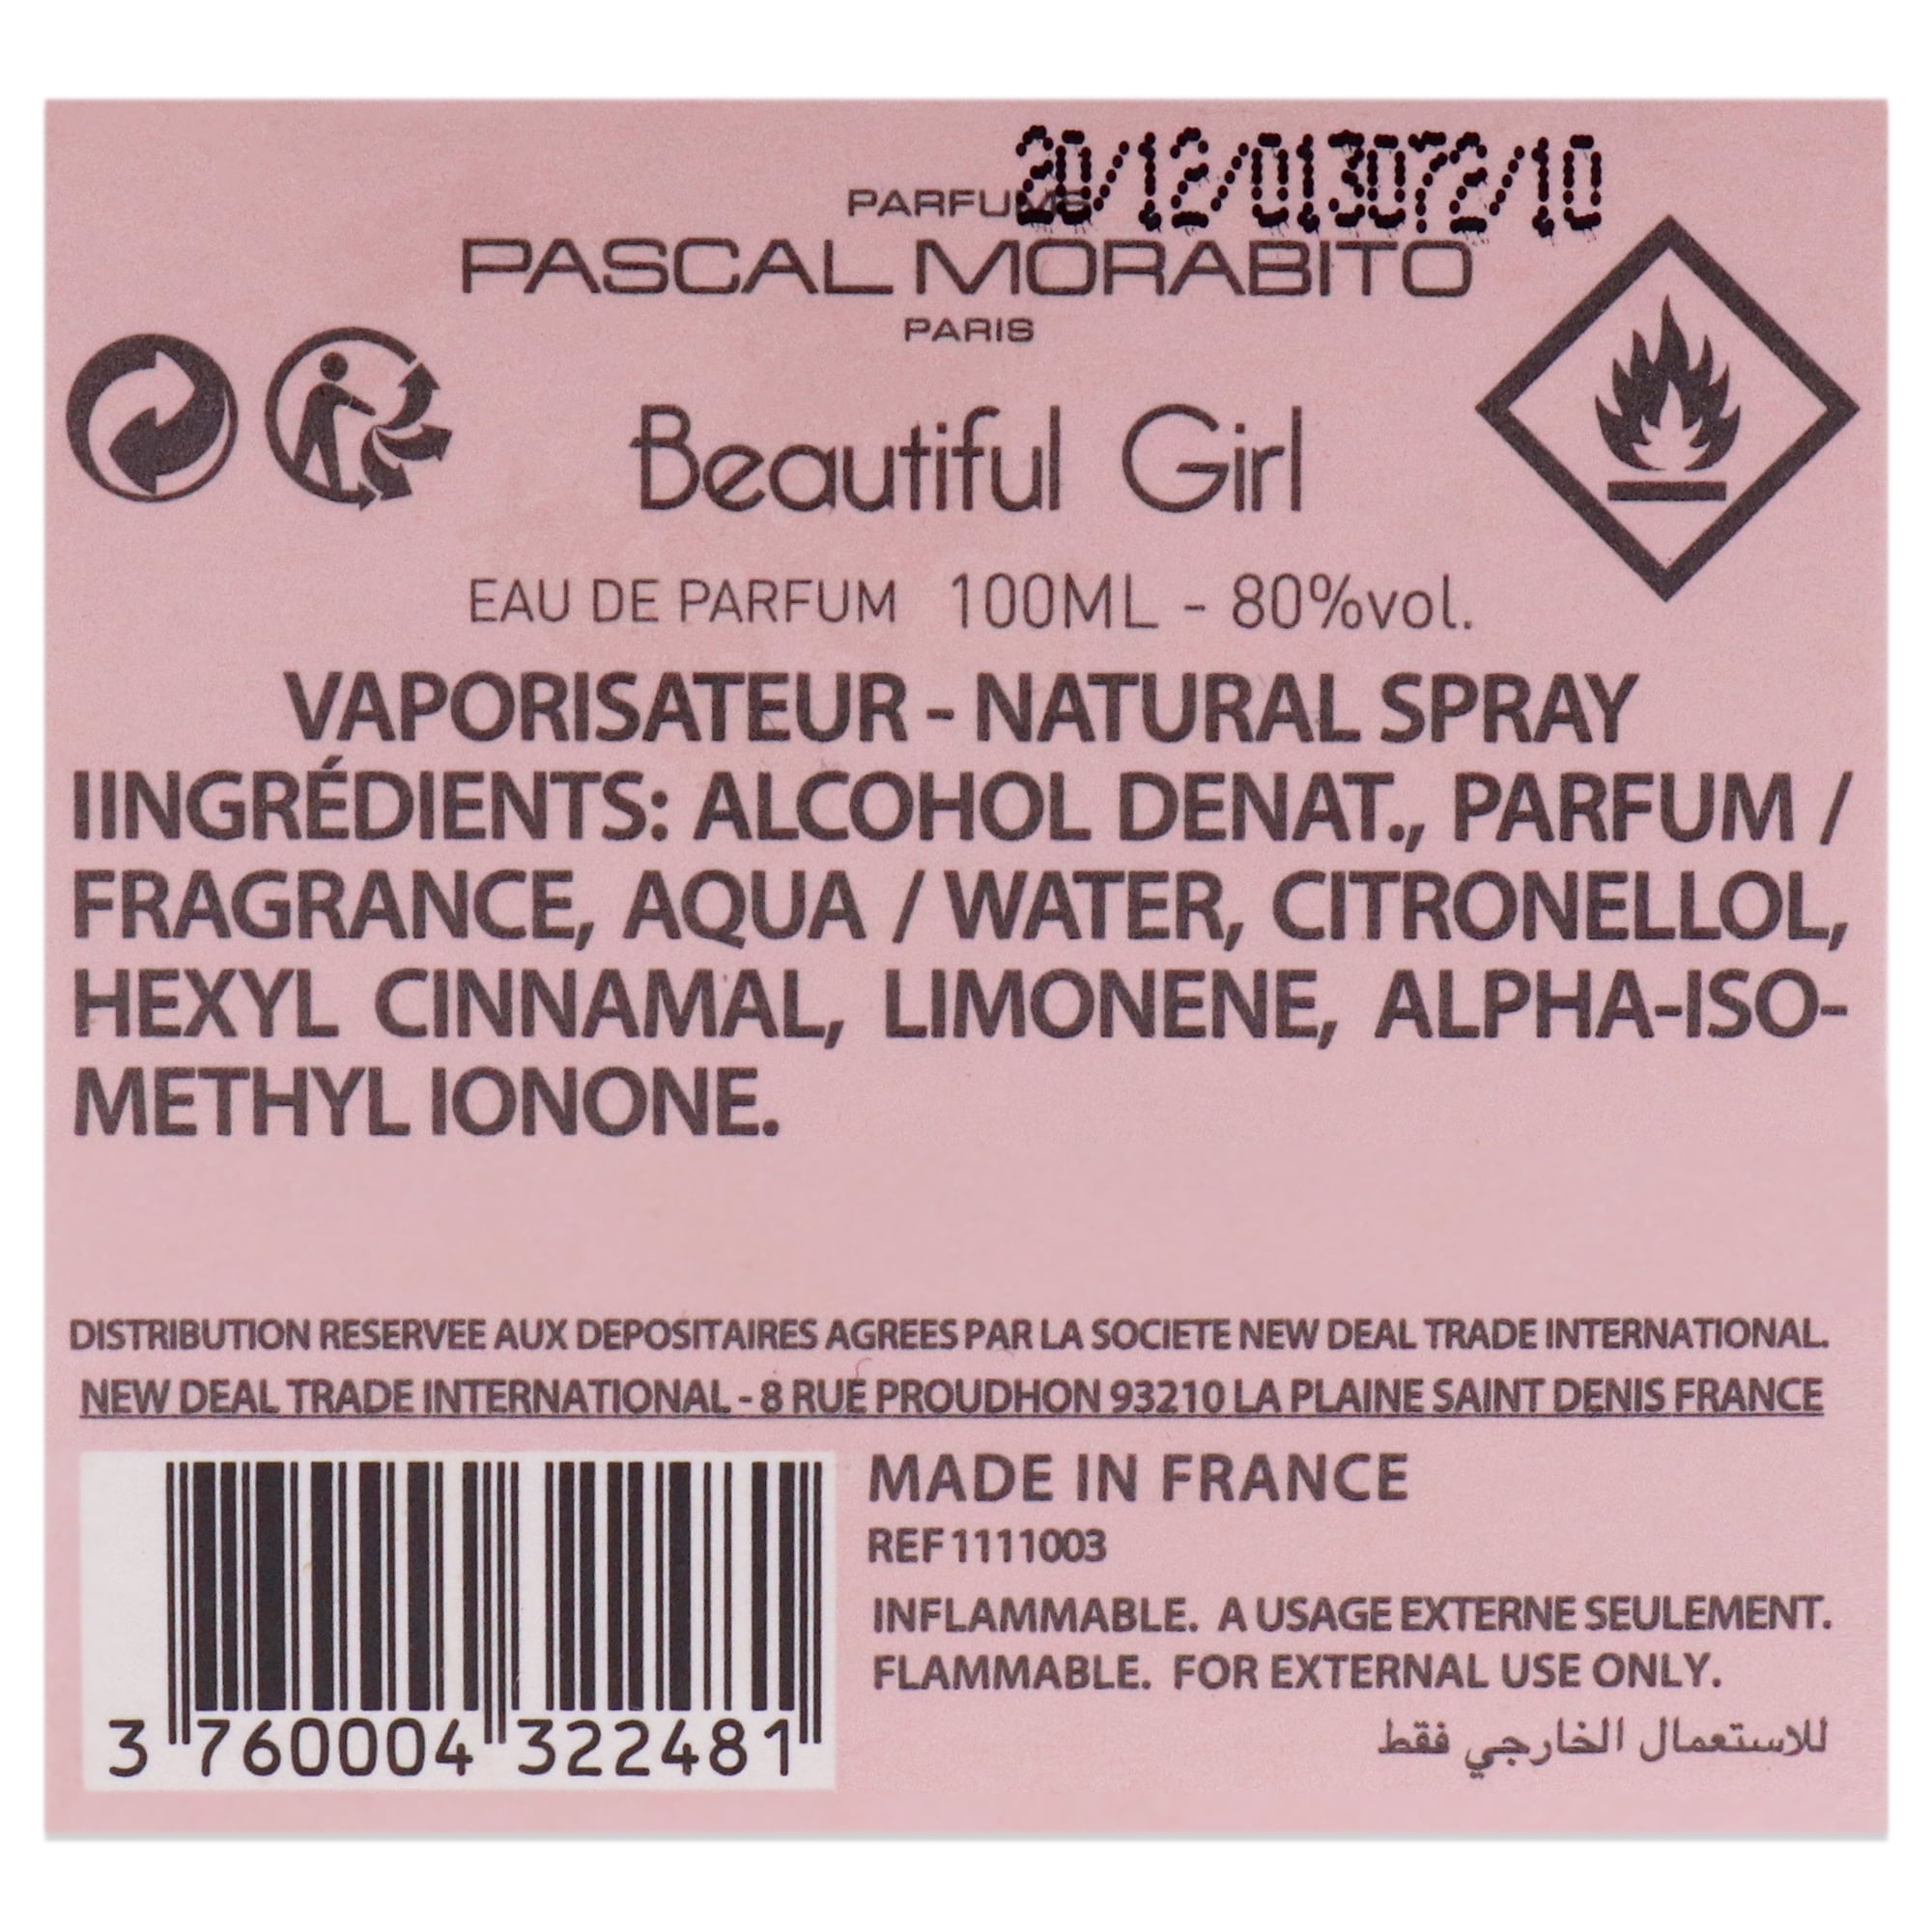 20/12/013072/10
PARFUMS
PASCAL MORABITO
PARIS
Beautiful Girl
EAU DE PARFUM 100ML - 80%vol.
VAPORISATEUR - NATURAL SPRAY
IINGRÉDIENTS: ALCOHOL DENAT., PARFUM /
FRAGRANCE, AQUA / WATER, CITRONELLOL,
HEXYL CINNAMAL, LIMONENE, ALPHA-ISO-
METHYL IONONE.
DISTRIBUTION RESERVEE AUX DEPOSITAIRES AGREES PAR LA SOCIETE NEW DEAL TRADE INTERNATIONAL.
NEW DEAL TRADE INTERNATIONAL - 8 RUE PROUDHON 93210 LA PLAINE SAINT DENIS FRANCE
MADE IN FRANCE
REF 1111003
INFLAMMABLE. A USAGE EXTERNE SEULEMENT.
FLAMMABLE. FOR EXTERNAL USE ONLY.
للاستعمال الخارجي فقط
3 760004 322481